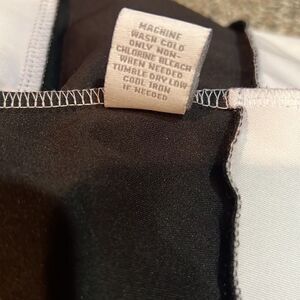 MACHINE
WASH COLD
ONLY NON-
CHLORINE BLEACH
WHEN NEEDED
TUMBLE DRY LOW
COOL IRON
IF NEEDED